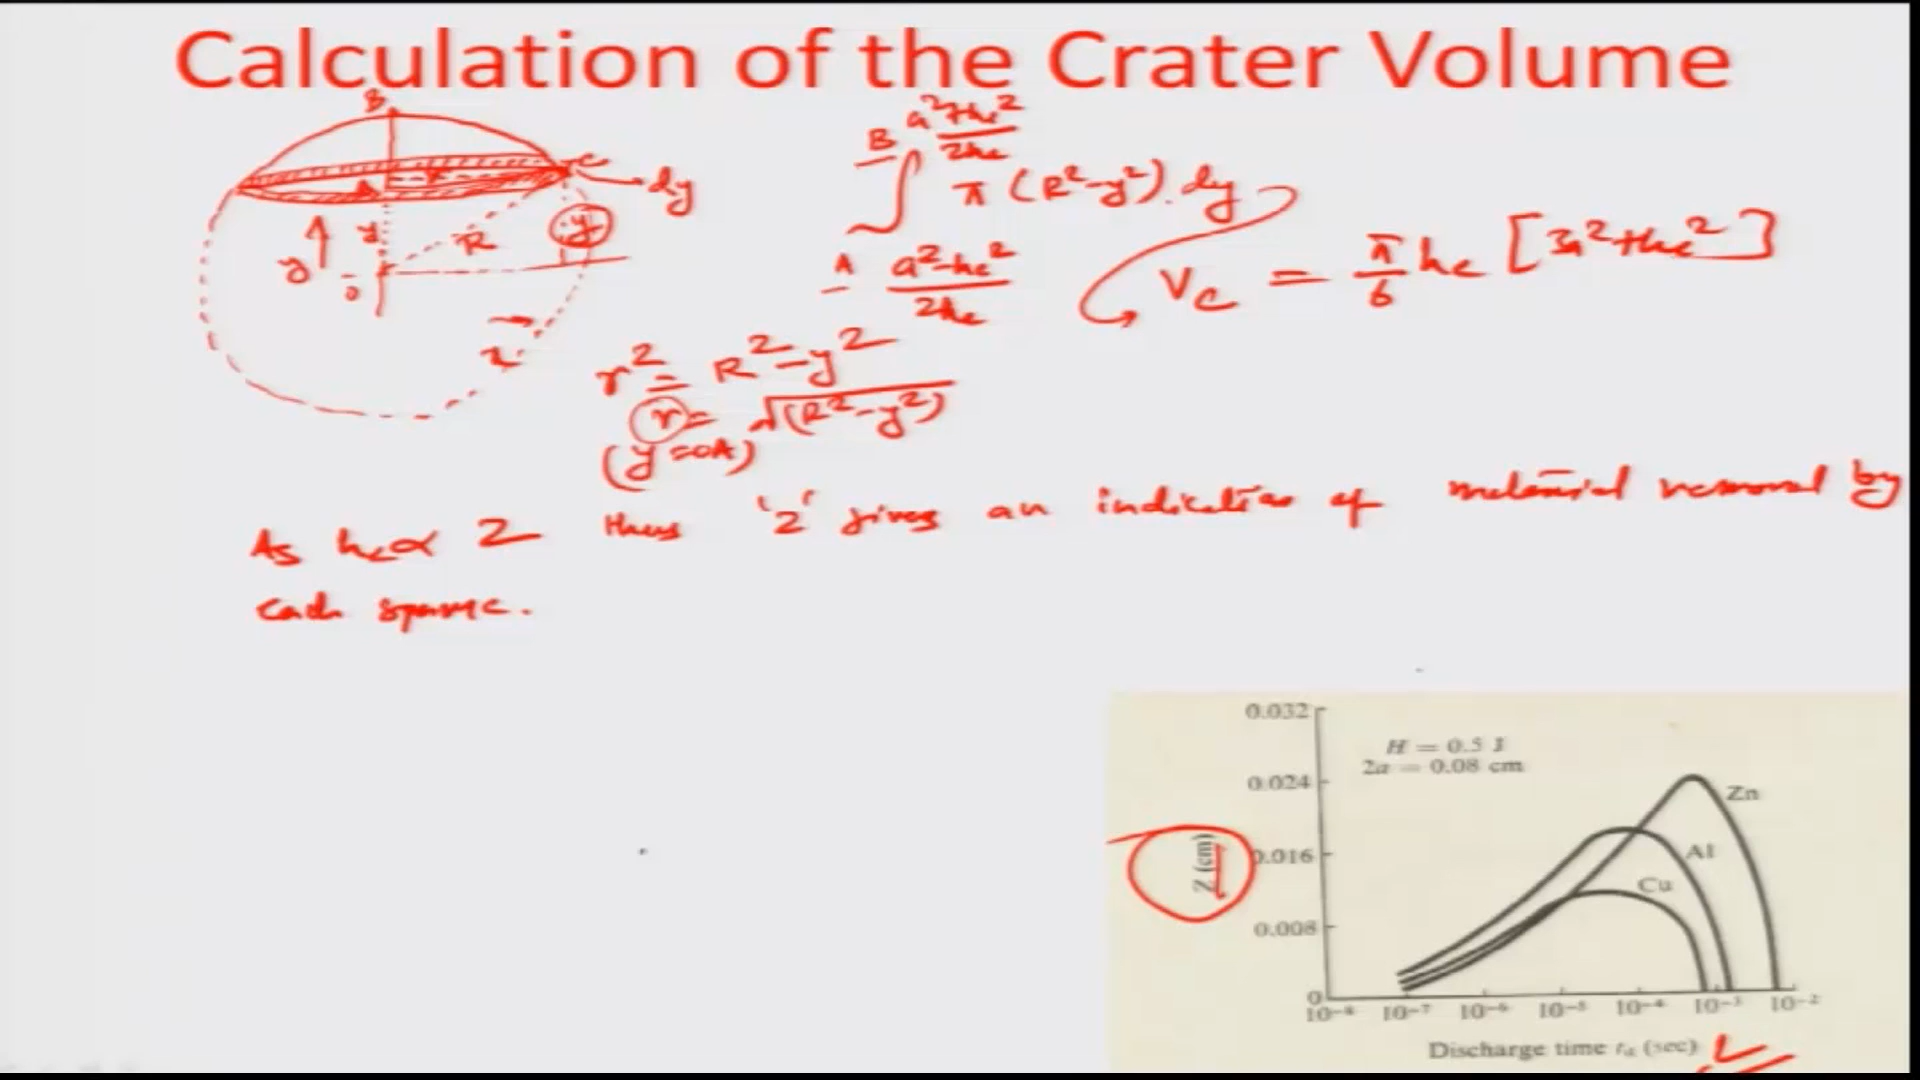 Calculation of the Crater Volume
B
C
A r
dy
y
y
R
y
O
x
B a²+hc²/2hc
∫ π (R²-y²).dy
A a²-hc²/2hc
Vc = π/6 hc [3a²+hc²]
r² = R²-y²
r = √(R²-y²)
(y=OA)
As hc∝ Z thus 'Z' gives an indication of material removal by
each spark.
0.032
0.024
0.016
0.008
0
H = 0.5 J
2a = 0.08 cm
Zn
Al
Cu
Z (cm)
10⁻⁸ 10⁻⁷ 10⁻⁶ 10⁻⁵ 10⁻⁴ 10⁻³ 10⁻²
Discharge time t_d (sec)